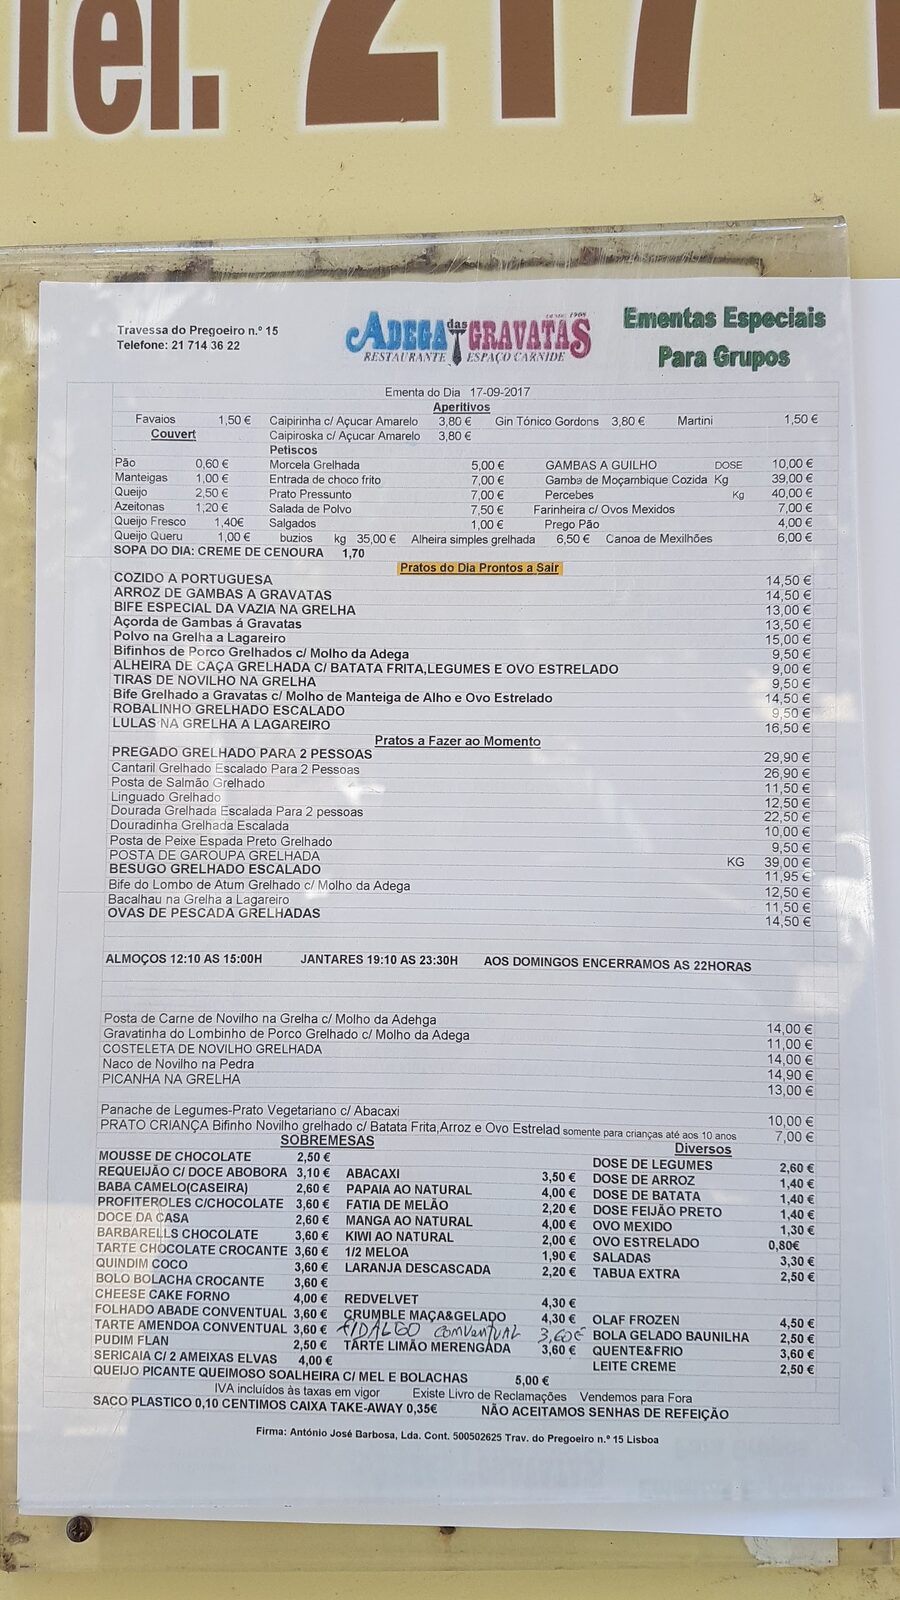 Tel. 217 1
Travessa do Pregoeiro n.º 15
Telefone: 21 714 36 22
DESDE 1908
ADEGA das GRAVATAS
RESTAURANTE ESPAÇO CARNIDE
Ementas Especiais
Para Grupos
Ementa do Dia 17-09-2017
Aperitivos
Favaios 1,50 € Caipirinha c/ Açucar Amarelo 3,80 € Gin Tónico Gordons 3,80 € Martini 1,50 €
Couvert Caipiroska c/ Açucar Amarelo 3,80 €
Petiscos
Pão 0,60 € Morcela Grelhada 5,00 € GAMBAS A GUILHO DOSE 10,00 €
Manteigas 1,00 € Entrada de choco frito 7,00 € Gamba de Moçambique Cozida Kg 39,00 €
Queijo 2,50 € Prato Pressunto 7,00 € Percebes Kg 40,00 €
Azeitonas 1,20 € Salada de Polvo 7,50 € Farinheira c/ Ovos Mexidos 7,00 €
Queijo Fresco 1,40€ Salgados 1,00 € Prego Pão 4,00 €
Queijo Queru 1,00 € buzios kg 35,00 € Alheira simples grelhada 6,50 € Canoa de Mexilhões 6,00 €
SOPA DO DIA: CREME DE CENOURA 1,70
Pratos do Dia Prontos a Sair
COZIDO A PORTUGUESA 14,50 €
ARROZ DE GAMBAS A GRAVATAS 14,50 €
BIFE ESPECIAL DA VAZIA NA GRELHA 13,00 €
Açorda de Gambas á Gravatas 13,50 €
Polvo na Grelha a Lagareiro 15,00 €
Bifinhos de Porco Grelhados c/ Molho da Adega 9,50 €
ALHEIRA DE CAÇA GRELHADA C/ BATATA FRITA,LEGUMES E OVO ESTRELADO 9,00 €
TIRAS DE NOVILHO NA GRELHA 9,50 €
Bife Grelhado a Gravatas c/ Molho de Manteiga de Alho e Ovo Estrelado 14,50 €
ROBALINHO GRELHADO ESCALADO 9,50 €
LULAS NA GRELHA A LAGAREIRO 16,50 €
Pratos a Fazer ao Momento
PREGADO GRELHADO PARA 2 PESSOAS 29,90 €
Cantaril Grelhado Escalado Para 2 Pessoas 26,90 €
Posta de Salmão Grelhado 11,50 €
Linguado Grelhado 12,50 €
Dourada Grelhada Escalada Para 2 pessoas 22,50 €
Douradinha Grelhada Escalada 10,00 €
Posta de Peixe Espada Preto Grelhado 9,50 €
POSTA DE GAROUPA GRELHADA KG 39,00 €
BESUGO GRELHADO ESCALADO 11,95 €
Bife do Lombo de Atum Grelhado c/ Molho da Adega 12,50 €
Bacalhau na Grelha a Lagareiro 11,50 €
OVAS DE PESCADA GRELHADAS 14,50 €
ALMOÇOS 12:10 AS 15:00H JANTARES 19:10 AS 23:30H AOS DOMINGOS ENCERRAMOS AS 22HORAS
Posta de Carne de Novilho na Grelha c/ Molho da Adehga 14,00 €
Gravatinha do Lombinho de Porco Grelhado c/ Molho da Adega 11,00 €
COSTELETA DE NOVILHO GRELHADA 14,00 €
Naco de Novilho na Pedra 14,90 €
PICANHA NA GRELHA 13,00 €
Panache de Legumes-Prato Vegetariano c/ Abacaxi 10,00 €
PRATO CRIANÇA Bifinho Novilho grelhado c/ Batata Frita,Arroz e Ovo Estrelad somente para crianças até aos 10 anos 7,00 €
SOBREMESAS Diversos
MOUSSE DE CHOCOLATE 2,50 € DOSE DE LEGUMES 2,60 €
REQUEIJÃO C/ DOCE ABOBORA 3,10 € ABACAXI 3,50 € DOSE DE ARROZ 1,40 €
BABA CAMELO(CASEIRA) 2,60 € PAPAIA AO NATURAL 4,00 € DOSE DE BATATA 1,40 €
PROFITEROLES C/CHOCOLATE 3,60 € FATIA DE MELÃO 2,20 € DOSE FEIJÃO PRETO 1,40 €
DOCE DA CASA 2,60 € MANGA AO NATURAL 4,00 € OVO MEXIDO 1,30 €
BARBARELLS CHOCOLATE 3,60 € KIWI AO NATURAL 2,00 € OVO ESTRELADO 0,80€
TARTE CHOCOLATE CROCANTE 3,60 € 1/2 MELOA 1,90 € SALADAS 3,30 €
QUINDIM COCO 3,60 € LARANJA DESCASCADA 2,20 € TABUA EXTRA 2,50 €
BOLO BOLACHA CROCANTE 3,60 €
CHEESE CAKE FORNO 4,00 € REDVELVET 4,30 €
FOLHADO ABADE CONVENTUAL 3,60 € CRUMBLE MAÇA&GELADO 4,30 € OLAF FROZEN 4,50 €
TARTE AMENDOA CONVENTUAL 3,60 € FIDALGO Comventual 3,60€ BOLA GELADO BAUNILHA 2,50 €
PUDIM FLAN 2,50 € TARTE LIMÃO MERENGADA 3,60 € QUENTE&FRIO 3,60 €
SERICAIA C/ 2 AMEIXAS ELVAS 4,00 € LEITE CREME 2,50 €
QUEIJO PICANTE QUEIMOSO SOALHEIRA C/ MEL E BOLACHAS 5,00 €
IVA incluídos às taxas em vigor Existe Livro de Reclamações Vendemos para Fora
SACO PLASTICO 0,10 CENTIMOS CAIXA TAKE-AWAY 0,35€ NÃO ACEITAMOS SENHAS DE REFEIÇÃO
Firma: António José Barbosa, Lda. Cont. 500502625 Trav. do Pregoeiro n.º 15 Lisboa